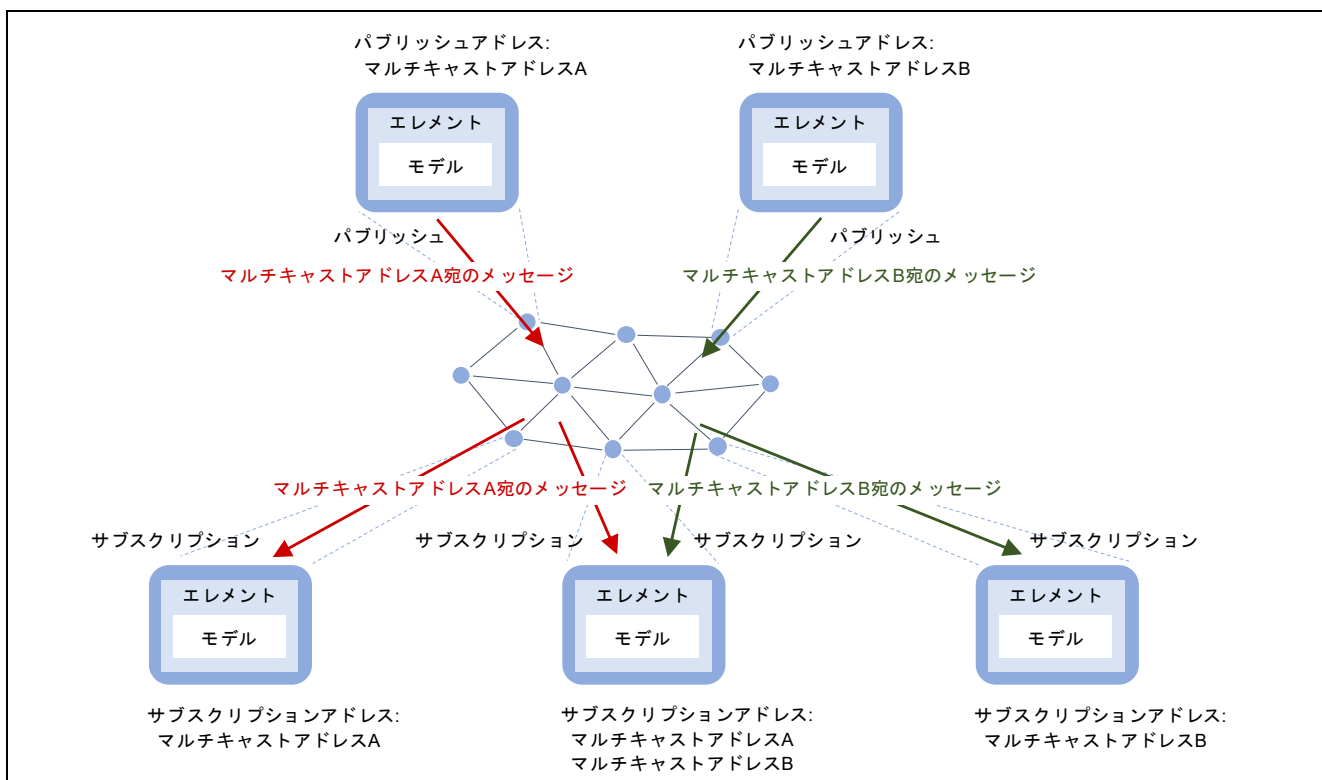 パブリッシュアドレス:
マルチキャストアドレスA
パブリッシュアドレス:
マルチキャストアドレスB
エレメント
モデル
エレメント
モデル
パブリッシュ
パブリッシュ
マルチキャストアドレスA宛のメッセージ
マルチキャストアドレスB宛のメッセージ
マルチキャストアドレスA宛のメッセージ
マルチキャストアドレスB宛のメッセージ
サブスクリプション
サブスクリプション
サブスクリプション
サブスクリプション
エレメント
モデル
エレメント
モデル
エレメント
モデル
サブスクリプションアドレス:
マルチキャストアドレスA
サブスクリプションアドレス:
マルチキャストアドレスA
マルチキャストアドレスB
サブスクリプションアドレス:
マルチキャストアドレスB